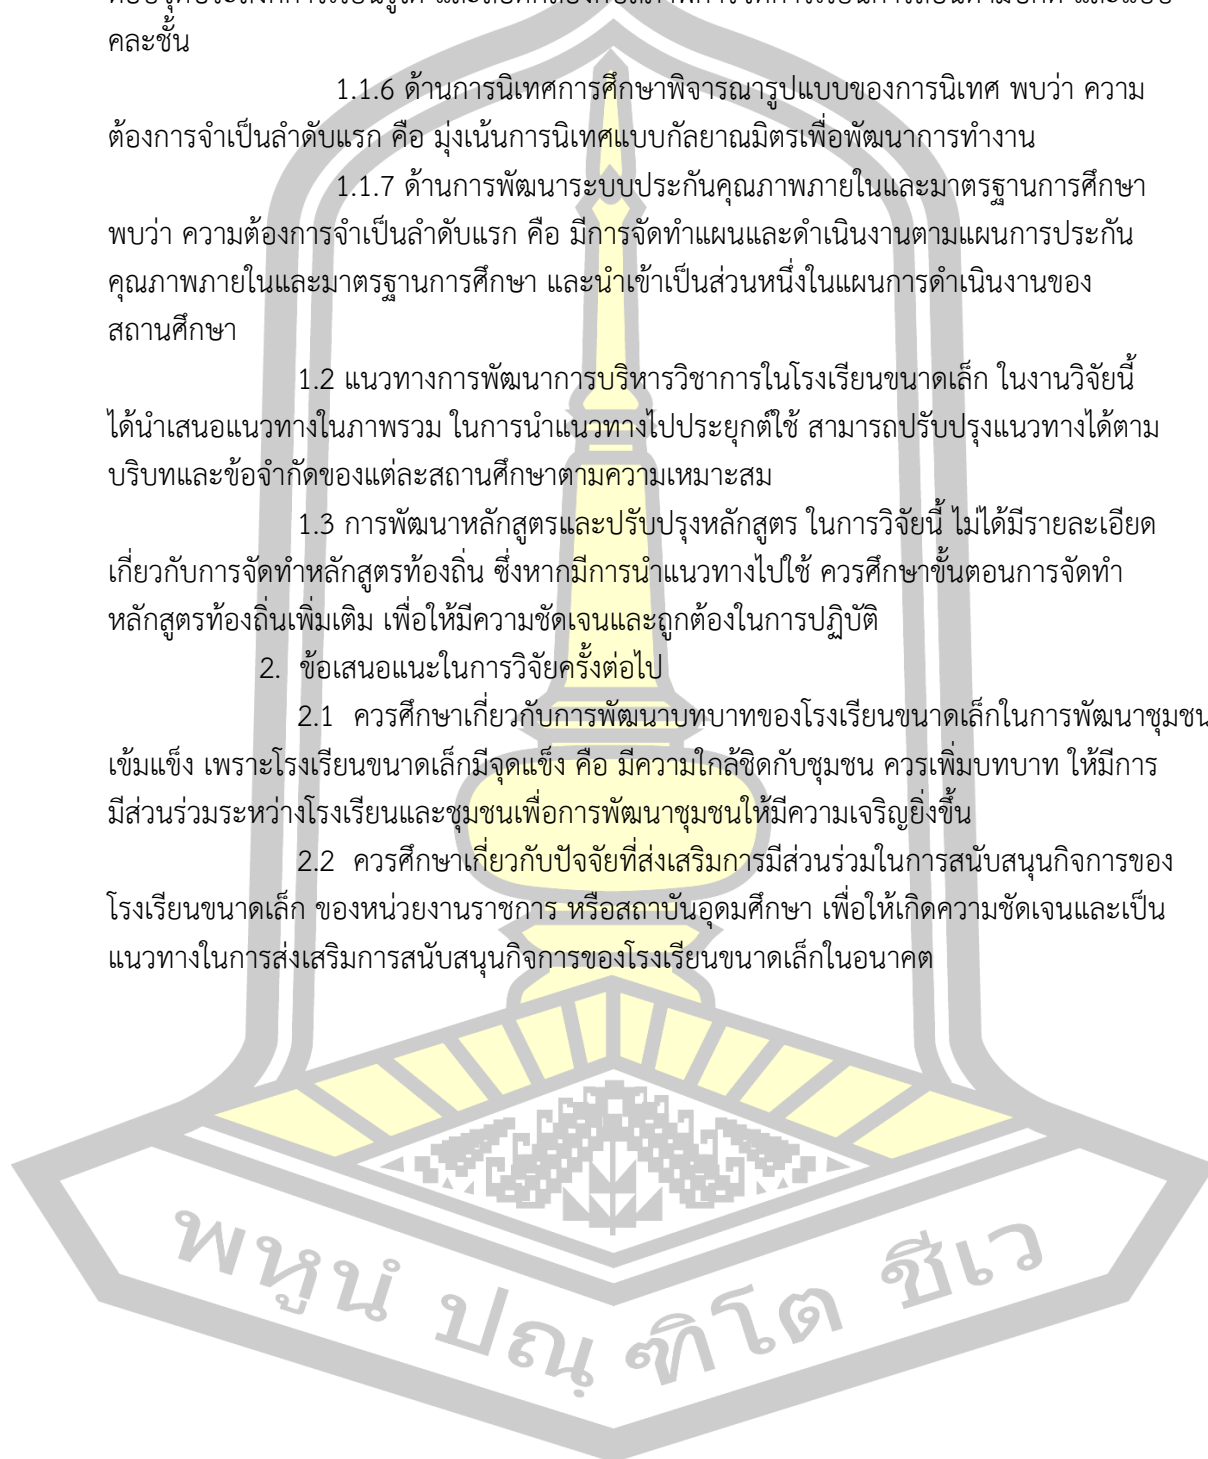 คละชั้น
1.1.6 ด้านการนิเทศการศึกษาพิจารณารูปแบบของการนิเทศ พบว่า ความ
ต้องการจำเป็นลำดับแรก คือ มุ่งเน้นการนิเทศแบบกัลยาณมิตรเพื่อพัฒนาการทำงาน
1.1.7 ด้านการพัฒนาระบบประกันคุณภาพภายในและมาตรฐานการศึกษา
พบว่า ความต้องการจำเป็นลำดับแรก คือ มีการจัดทำแผนและดำเนินงานตามแผนการประกัน
คุณภาพภายในและมาตรฐานการศึกษา และนำเข้าเป็นส่วนหนึ่งในแผนการดำเนินงานของ
สถานศึกษา
1.2 แนวทางการพัฒนาการบริหารวิชาการในโรงเรียนขนาดเล็ก ในงานวิจัยนี้
ได้นำเสนอแนวทางในภาพรวม ในการนำแนวทางไปประยุกต์ใช้ สามารถปรับปรุงแนวทางได้ตาม
บริบทและข้อจำกัดของแต่ละสถานศึกษาตามความเหมาะสม
1.3 การพัฒนาหลักสูตรและปรับปรุงหลักสูตร ในการวิจัยนี้ ไม่ได้มีรายละเอียด
เกี่ยวกับการจัดทำหลักสูตรท้องถิ่น ซึ่งหากมีการนำแนวทางไปใช้ ควรศึกษาขั้นตอนการจัดทำ
หลักสูตรท้องถิ่นเพิ่มเติม เพื่อให้มีความชัดเจนและถูกต้องในการปฏิบัติ
2. ข้อเสนอแนะในการวิจัยครั้งต่อไป
2.1 ควรศึกษาเกี่ยวกับการพัฒนาบทบาทของโรงเรียนขนาดเล็กในการพัฒนาชุมชน
เข้มแข็ง เพราะโรงเรียนขนาดเล็กมีจุดแข็ง คือ มีความใกล้ชิดกับชุมชน ควรเพิ่มบทบาท ให้มีการ
มีส่วนร่วมระหว่างโรงเรียนและชุมชนเพื่อการพัฒนาชุมชนให้มีความเจริญยิ่งขึ้น
2.2 ควรศึกษาเกี่ยวกับปัจจัยที่ส่งเสริมการมีส่วนร่วมในการสนับสนุนกิจการของ
โรงเรียนขนาดเล็ก ของหน่วยงานราชการ หรือสถาบันอุดมศึกษา เพื่อให้เกิดความชัดเจนและเป็น
แนวทางในการส่งเสริมการสนับสนุนกิจการของโรงเรียนขนาดเล็กในอนาคต
พหูนํ ปณฺฑิโต ชีเว